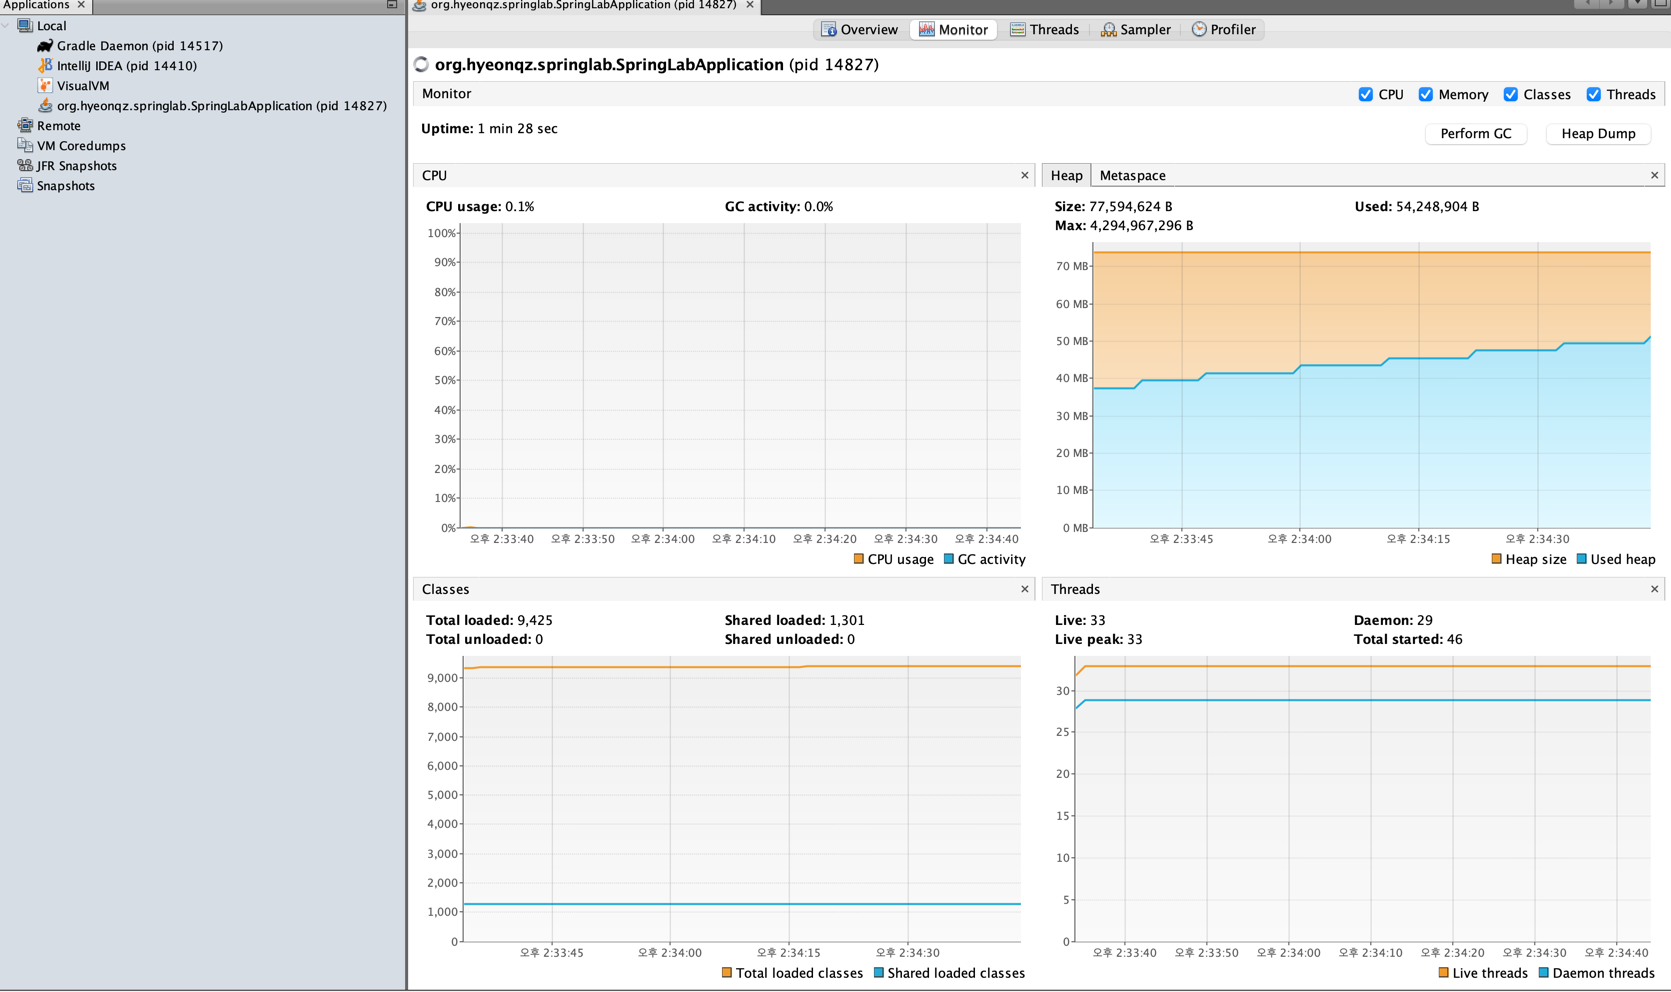 Applications
Local
Gradle Daemon (pid 14517)
IntelliJ IDEA (pid 14410)
VisualVM
org.hyeonqz.springlab.SpringLabApplication (pid 14827)
Remote
VM Coredumps
JFR Snapshots
Snapshots
org.hyeonqz.springlab.SpringLabApplication (pid 14827)
Overview Monitor Threads Sampler Profiler
org.hyeonqz.springlab.SpringLabApplication (pid 14827)
Monitor
CPU Memory Classes Threads
Uptime: 1 min 28 sec
Perform GC Heap Dump
CPU
CPU usage: 0.1% GC activity: 0.0%
100%
90%
80%
70%
60%
50%
40%
30%
20%
10%
0%
오후 2:33:40 오후 2:33:50 오후 2:34:00 오후 2:34:10 오후 2:34:20 오후 2:34:30 오후 2:34:40
CPU usage GC activity
Heap Metaspace
Size: 77,594,624 B Used: 54,248,904 B
Max: 4,294,967,296 B
70 MB
60 MB
50 MB
40 MB
30 MB
20 MB
10 MB
0 MB
오후 2:33:45 오후 2:34:00 오후 2:34:15 오후 2:34:30
Heap size Used heap
Classes
Total loaded: 9,425 Shared loaded: 1,301
Total unloaded: 0 Shared unloaded: 0
9,000
8,000
7,000
6,000
5,000
4,000
3,000
2,000
1,000
0
오후 2:33:45 오후 2:34:00 오후 2:34:15 오후 2:34:30
Total loaded classes Shared loaded classes
Threads
Live: 33 Daemon: 29
Live peak: 33 Total started: 46
30
25
20
15
10
5
0
오후 2:33:40 오후 2:33:50 오후 2:34:00 오후 2:34:10 오후 2:34:20 오후 2:34:30 오후 2:34:40
Live threads Daemon threads